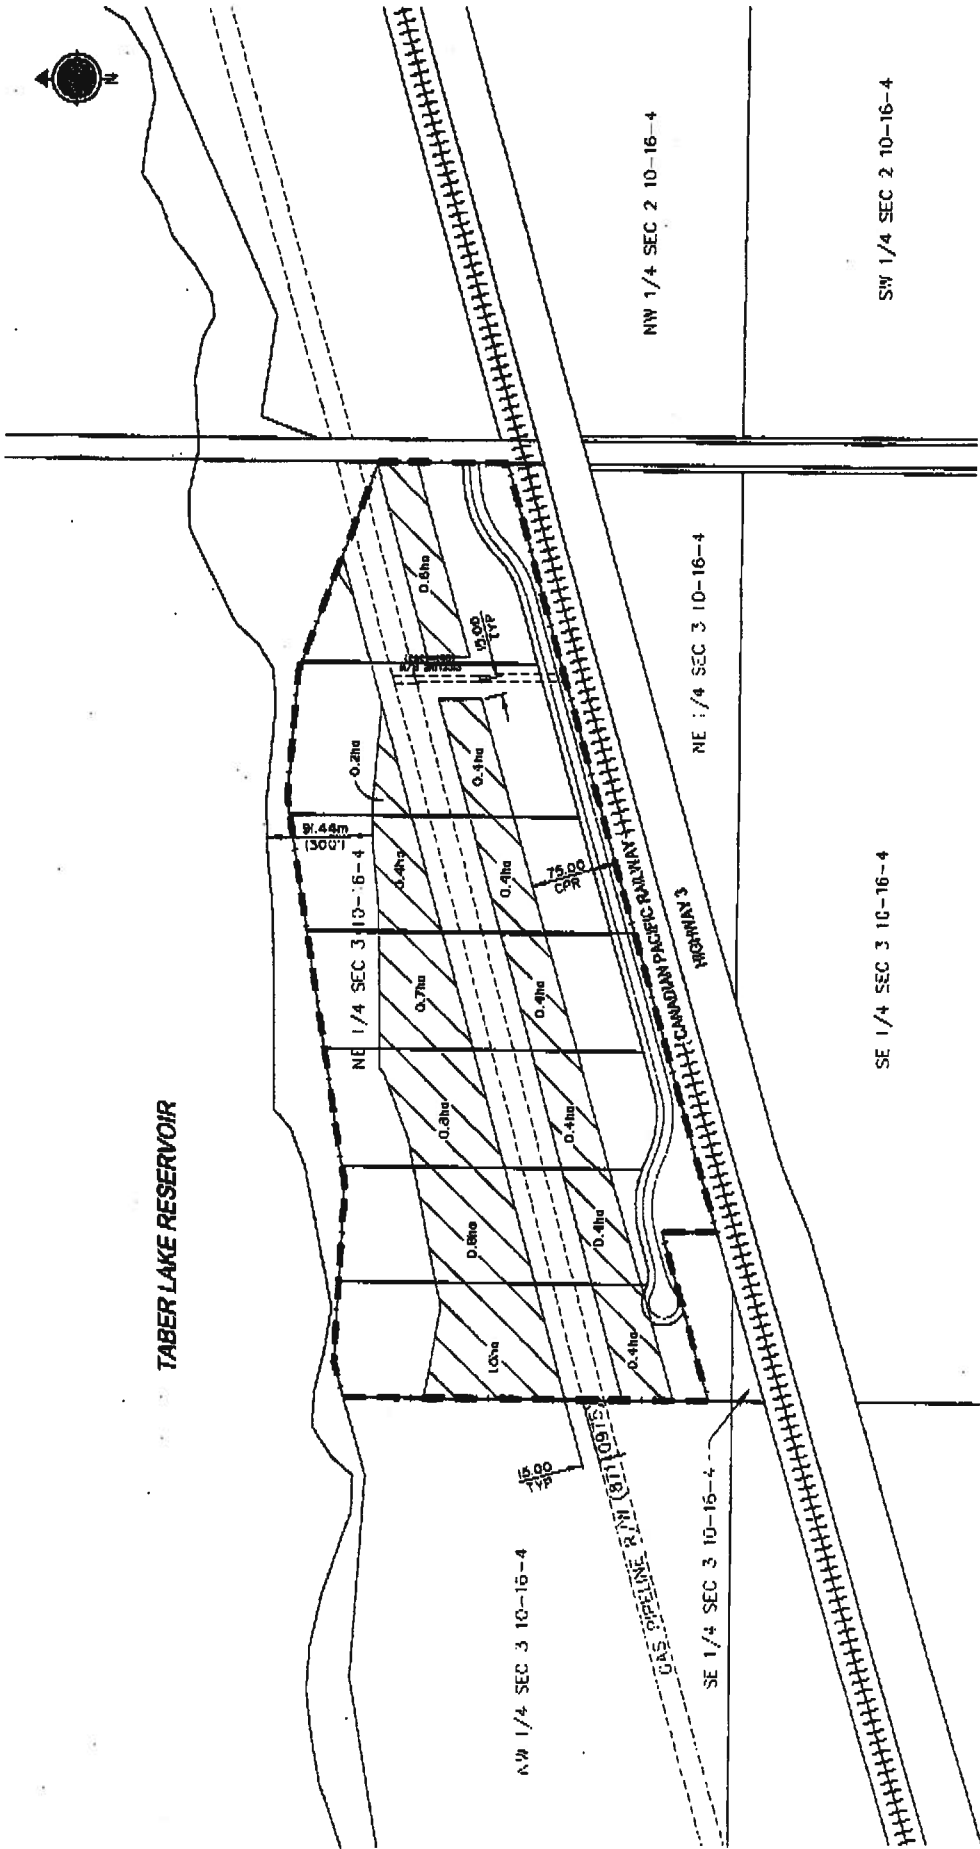 N
TABER LAKE RESERVOIR
NW 1/4 SEC 3 10-16-4
NE 1/4 SEC 3 10-16-4
91.44m
(300')
0.2ha
0.4ha
0.7ha
0.8ha
0.8ha
1.0ha
0.6ha
0.4ha
0.4ha
0.4ha
0.4ha
0.4ha
0.4ha
15.00
TYP
75.00
CPR
15.00
TYP
GAS PIPELINE R/W (87110915)
CANADIAN PACIFIC RAILWAY
HIGHWAY 3
SE 1/4 SEC 3 10-16-4
SE 1/4 SEC 3 10-16-4
NE 1/4 SEC 3 10-16-4
NW 1/4 SEC 2 10-16-4
SW 1/4 SEC 2 10-16-4